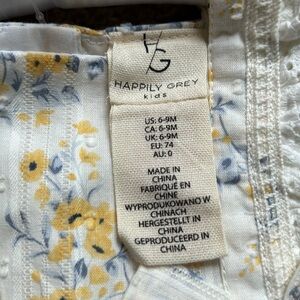 H/G
HAPPILY GREY
kids
US: 6-9M
CA: 6-9M
UK: 6-9M
EU: 74
AU: 0
MADE IN
CHINA
FABRIQUÉ EN
CHINE
WYPRODUKOWANO W
CHINACH
HERGESTELLT IN
CHINA
GEPRODUCEERD IN
CHINA